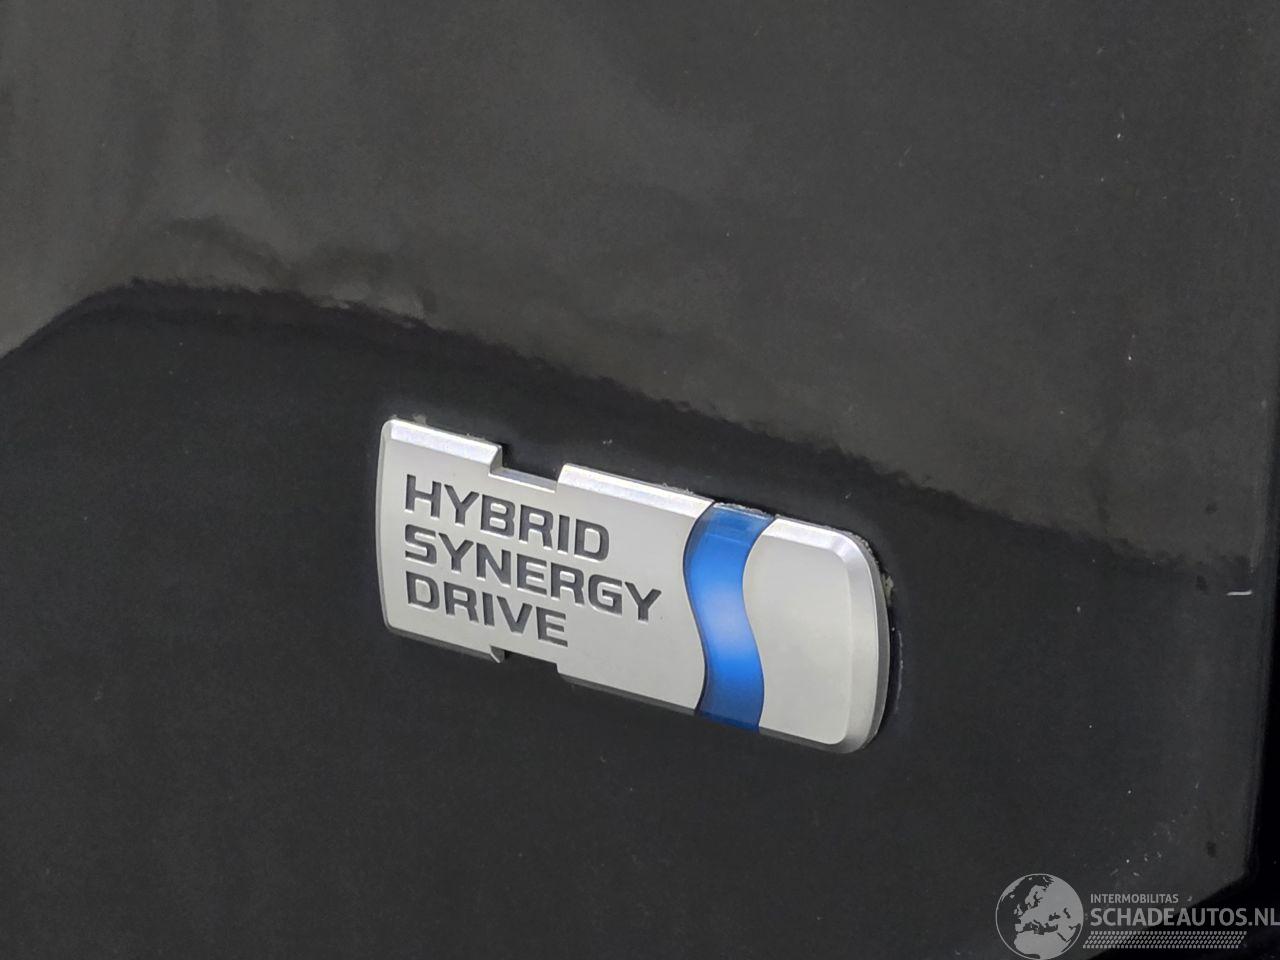 HYBRID
SYNERGY
DRIVE
INTERMOBILITAS
SCHADEAUTOS.NL